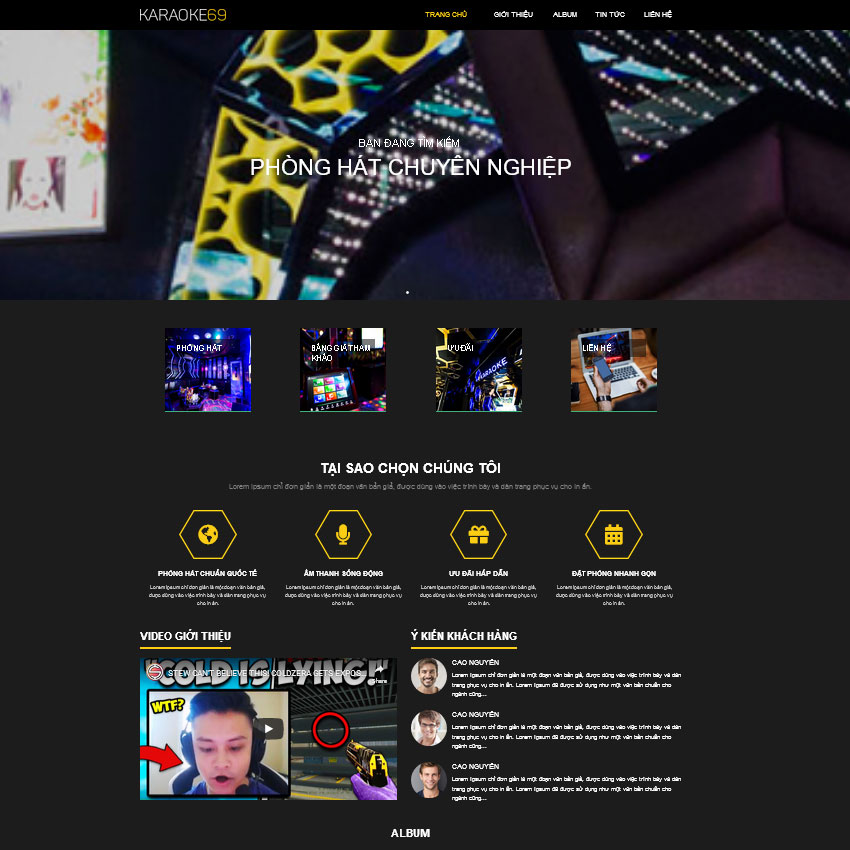 KARAOKE69
TRANG CHỦ GIỚI THIỆU ALBUM TIN TỨC LIÊN HỆ
BẠN ĐANG TÌM KIẾM
PHÒNG HÁT CHUYÊN NGHIỆP
PHÒNG HÁT
BẢNG GIÁ THAM
KHẢO
ƯU ĐÃI
LIÊN HỆ
KARAOKE
TẠI SAO CHỌN CHÚNG TÔI
Lorem Ipsum chỉ đơn giản là một đoạn văn bản giả, được dùng vào việc trình bày và dàn trang phục vụ cho in ấn.
PHÒNG HÁT CHUẨN QUỐC TẾ
Lorem Ipsum chỉ đơn giản là một đoạn văn bản giả,
được dùng vào việc trình bày và dàn trang phục vụ
cho in ấn.
ÂM THANH SỐNG ĐỘNG
Lorem Ipsum chỉ đơn giản là một đoạn văn bản giả,
được dùng vào việc trình bày và dàn trang phục vụ
cho in ấn.
ƯU ĐÃI HẤP DẪN
Lorem Ipsum chỉ đơn giản là một đoạn văn bản giả,
được dùng vào việc trình bày và dàn trang phục vụ
cho in ấn.
ĐẶT PHÒNG NHANH GỌN
Lorem Ipsum chỉ đơn giản là một đoạn văn bản giả,
được dùng vào việc trình bày và dàn trang phục vụ
cho in ấn.
VIDEO GIỚI THIỆU
"COLD IS LYING!!"
STEW CAN'T BELIEVE THIS! COLDZERA GETS EXPOS...
Share
WTF?
Ý KIẾN KHÁCH HÀNG
CAO NGUYÊN
Lorem Ipsum chỉ đơn giản là một đoạn văn bản giả, được dùng vào việc trình bày và dàn
trang phục vụ cho in ấn. Lorem Ipsum đã được sử dụng như một văn bản chuẩn cho
ngành công...
CAO NGUYÊN
Lorem Ipsum chỉ đơn giản là một đoạn văn bản giả, được dùng vào việc trình bày và dàn
trang phục vụ cho in ấn. Lorem Ipsum đã được sử dụng như một văn bản chuẩn cho
ngành công...
CAO NGUYÊN
Lorem Ipsum chỉ đơn giản là một đoạn văn bản giả, được dùng vào việc trình bày và dàn
trang phục vụ cho in ấn. Lorem Ipsum đã được sử dụng như một văn bản chuẩn cho
ngành công...
ALBUM